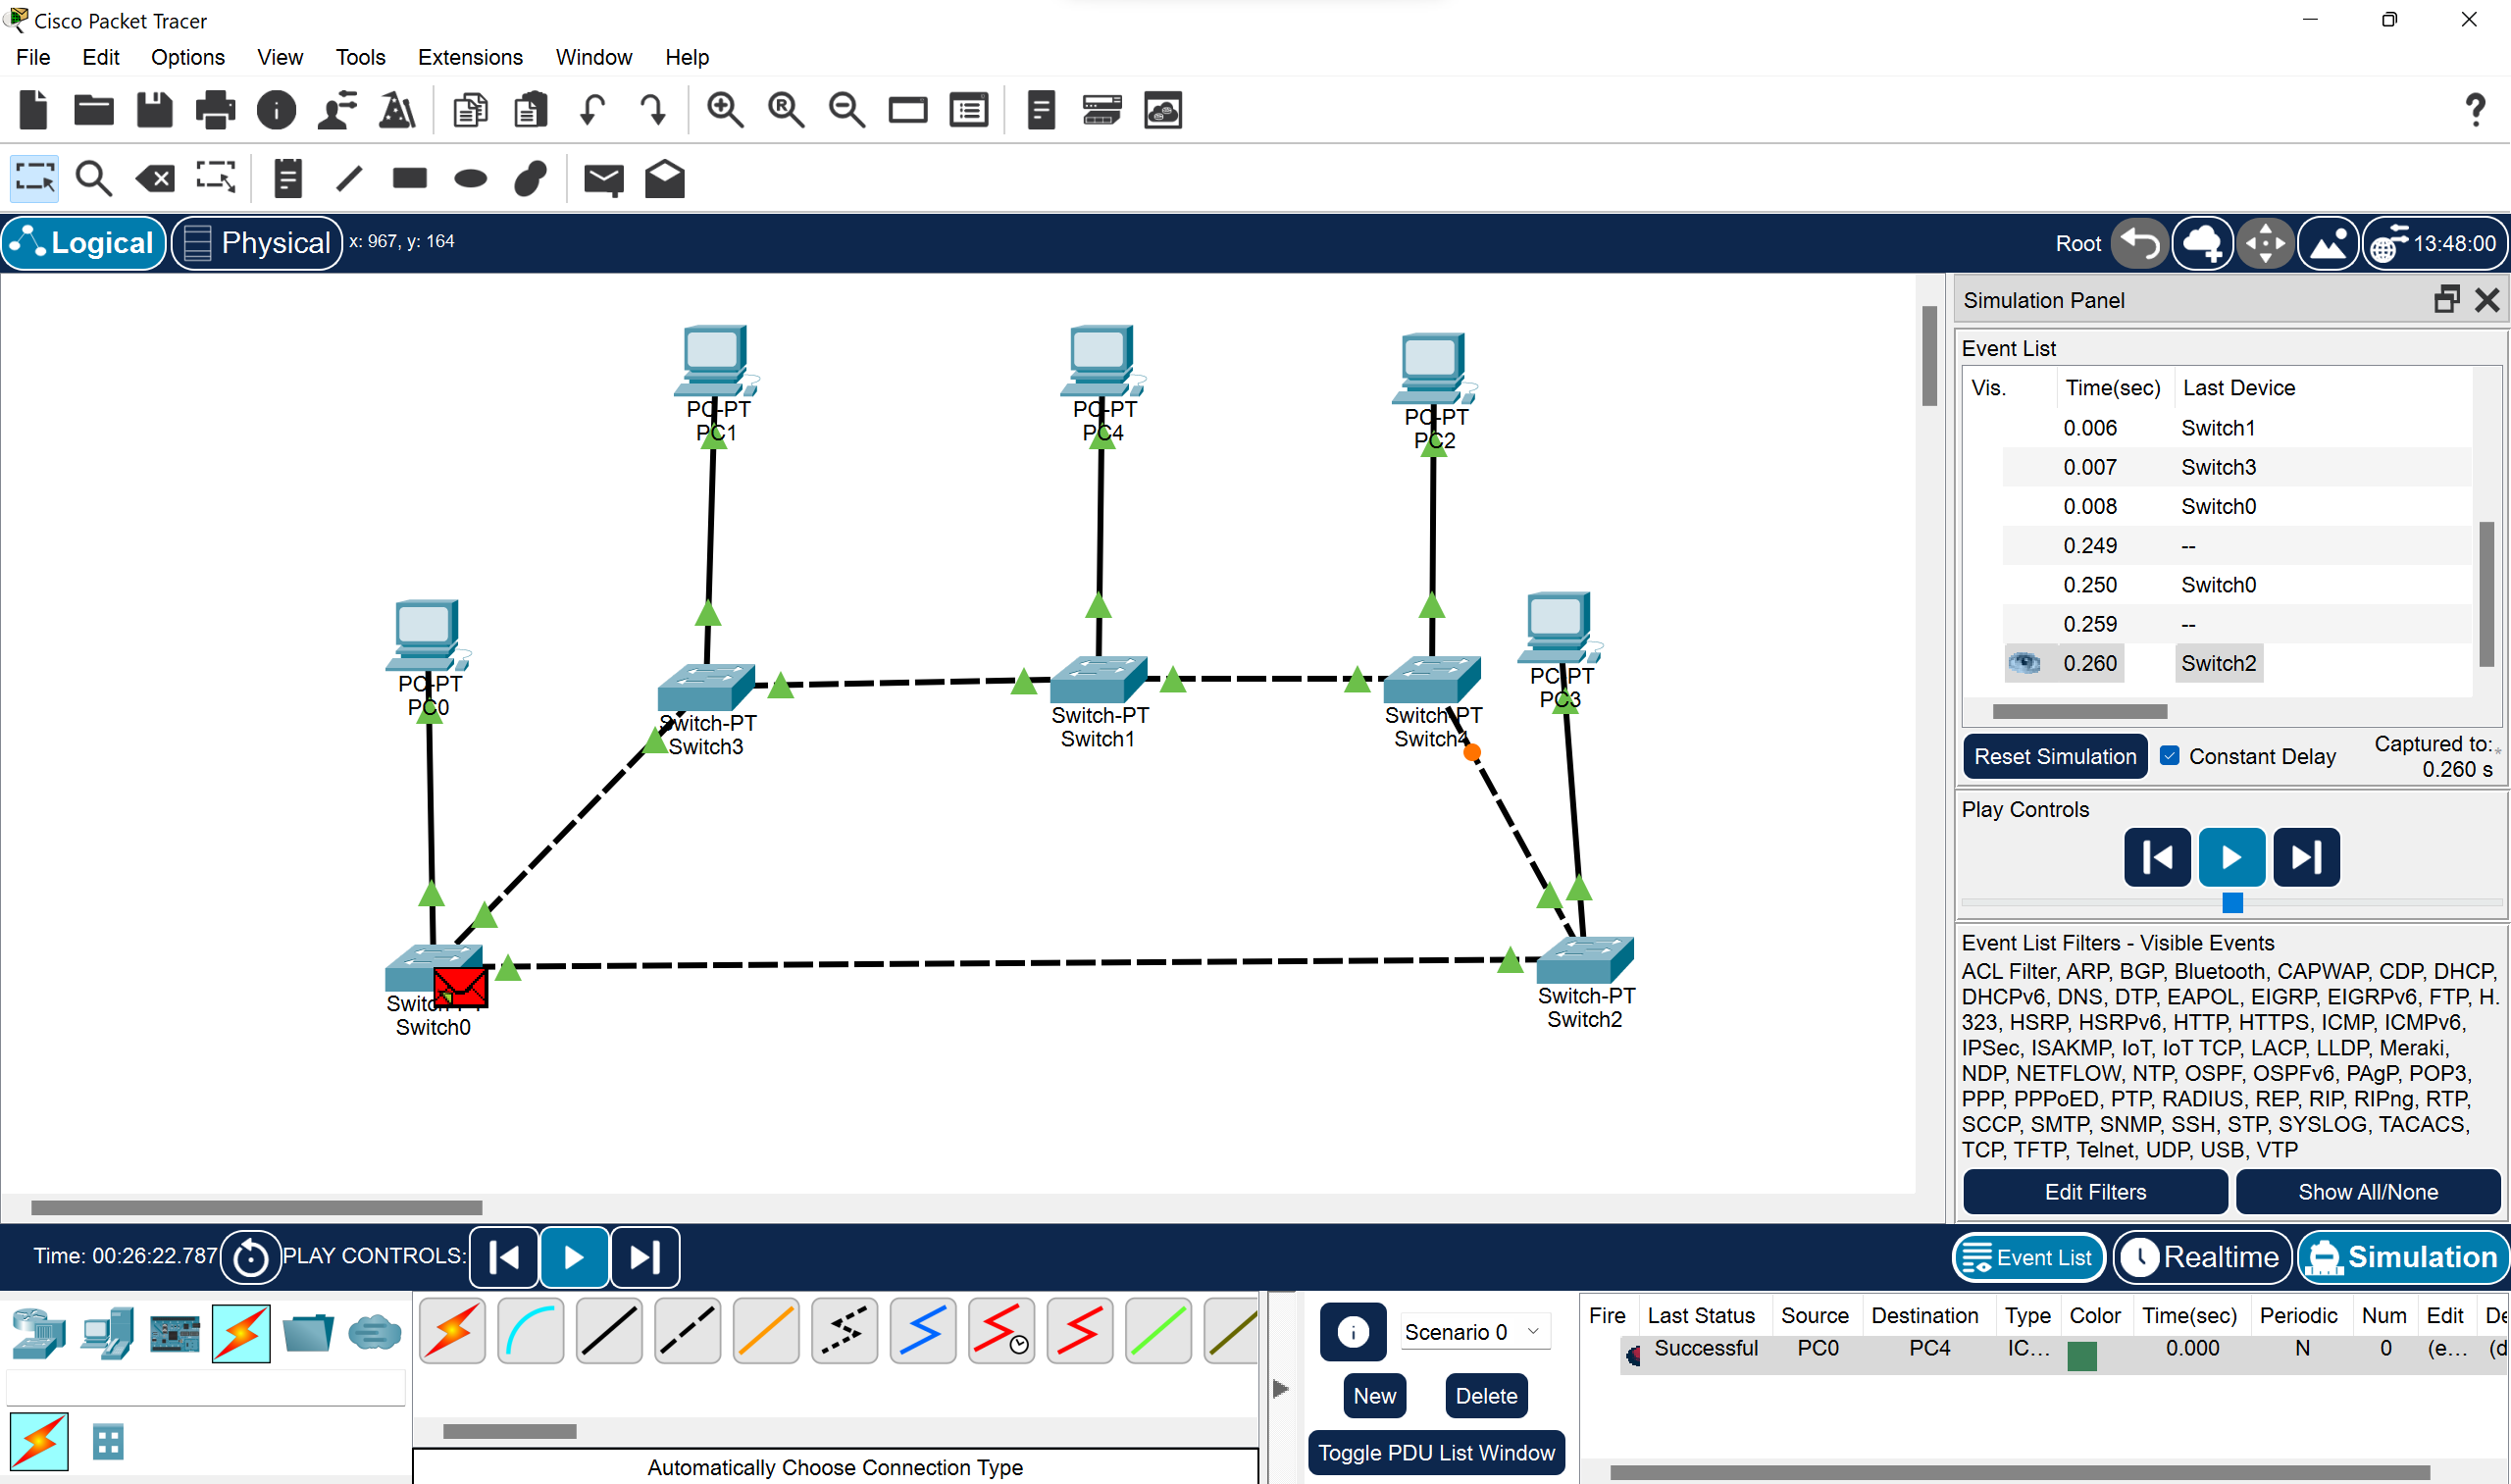 Cisco Packet Tracer
File Edit Options View Tools Extensions Window Help
Logical Physical x: 967, y: 164 Root 13:48:00
Simulation Panel
Event List
Vis. Time(sec) Last Device
0.006 Switch1
0.007 Switch3
0.008 Switch0
0.249 --
0.250 Switch0
0.259 --
0.260 Switch2
Reset Simulation Constant Delay Captured to:*
0.260 s
Play Controls
Event List Filters - Visible Events
ACL Filter, ARP, BGP, Bluetooth, CAPWAP, CDP, DHCP,
DHCPv6, DNS, DTP, EAPOL, EIGRP, EIGRPv6, FTP, H.
323, HSRP, HSRPv6, HTTP, HTTPS, ICMP, ICMPv6,
IPSec, ISAKMP, IoT, IoT TCP, LACP, LLDP, Meraki,
NDP, NETFLOW, NTP, OSPF, OSPFv6, PAgP, POP3,
PPP, PPPoED, PTP, RADIUS, REP, RIP, RIPng, RTP,
SCCP, SMTP, SNMP, SSH, STP, SYSLOG, TACACS,
TCP, TFTP, Telnet, UDP, USB, VTP
Edit Filters Show All/None
PC-PT
PC1
PC-PT
PC4
PC-PT
PC2
PC-PT
PC0
PC-PT
PC3
Switch-PT
Switch3
Switch-PT
Switch1
Switch-PT
Switch4
Switch0
Switch-PT
Switch2
Time: 00:26:22.787 PLAY CONTROLS: Event List Realtime Simulation
Automatically Choose Connection Type
Scenario 0
New Delete
Toggle PDU List Window
Fire Last Status Source Destination Type Color Time(sec) Periodic Num Edit De
Successful PC0 PC4 IC... 0.000 N 0 (e... (d